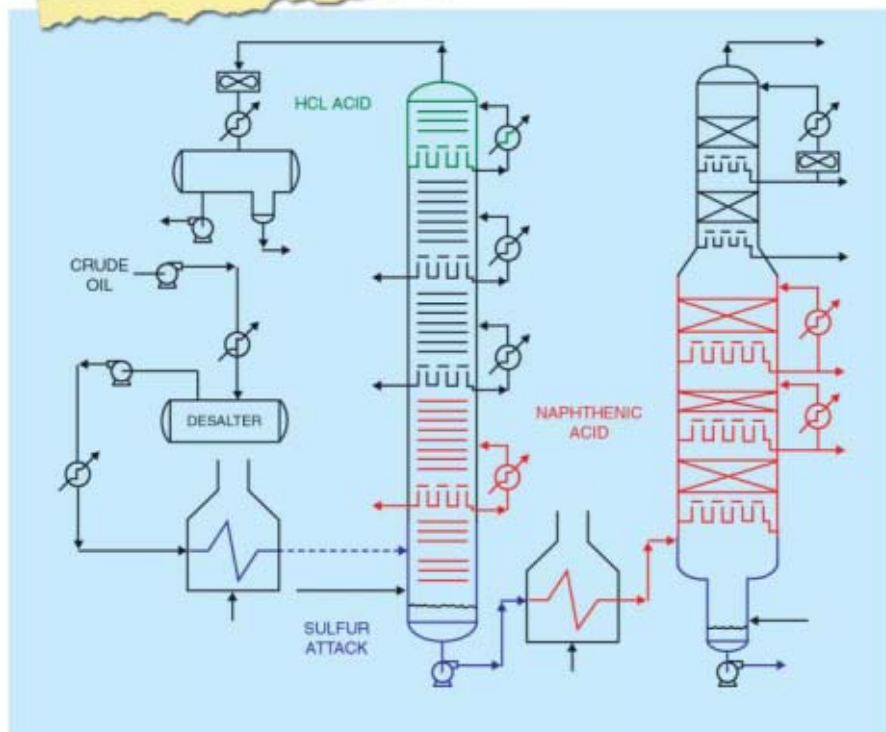 HCL ACID
CRUDE
OIL
DESALTER
NAPHTHENIC
ACID
SULFUR
ATTACK